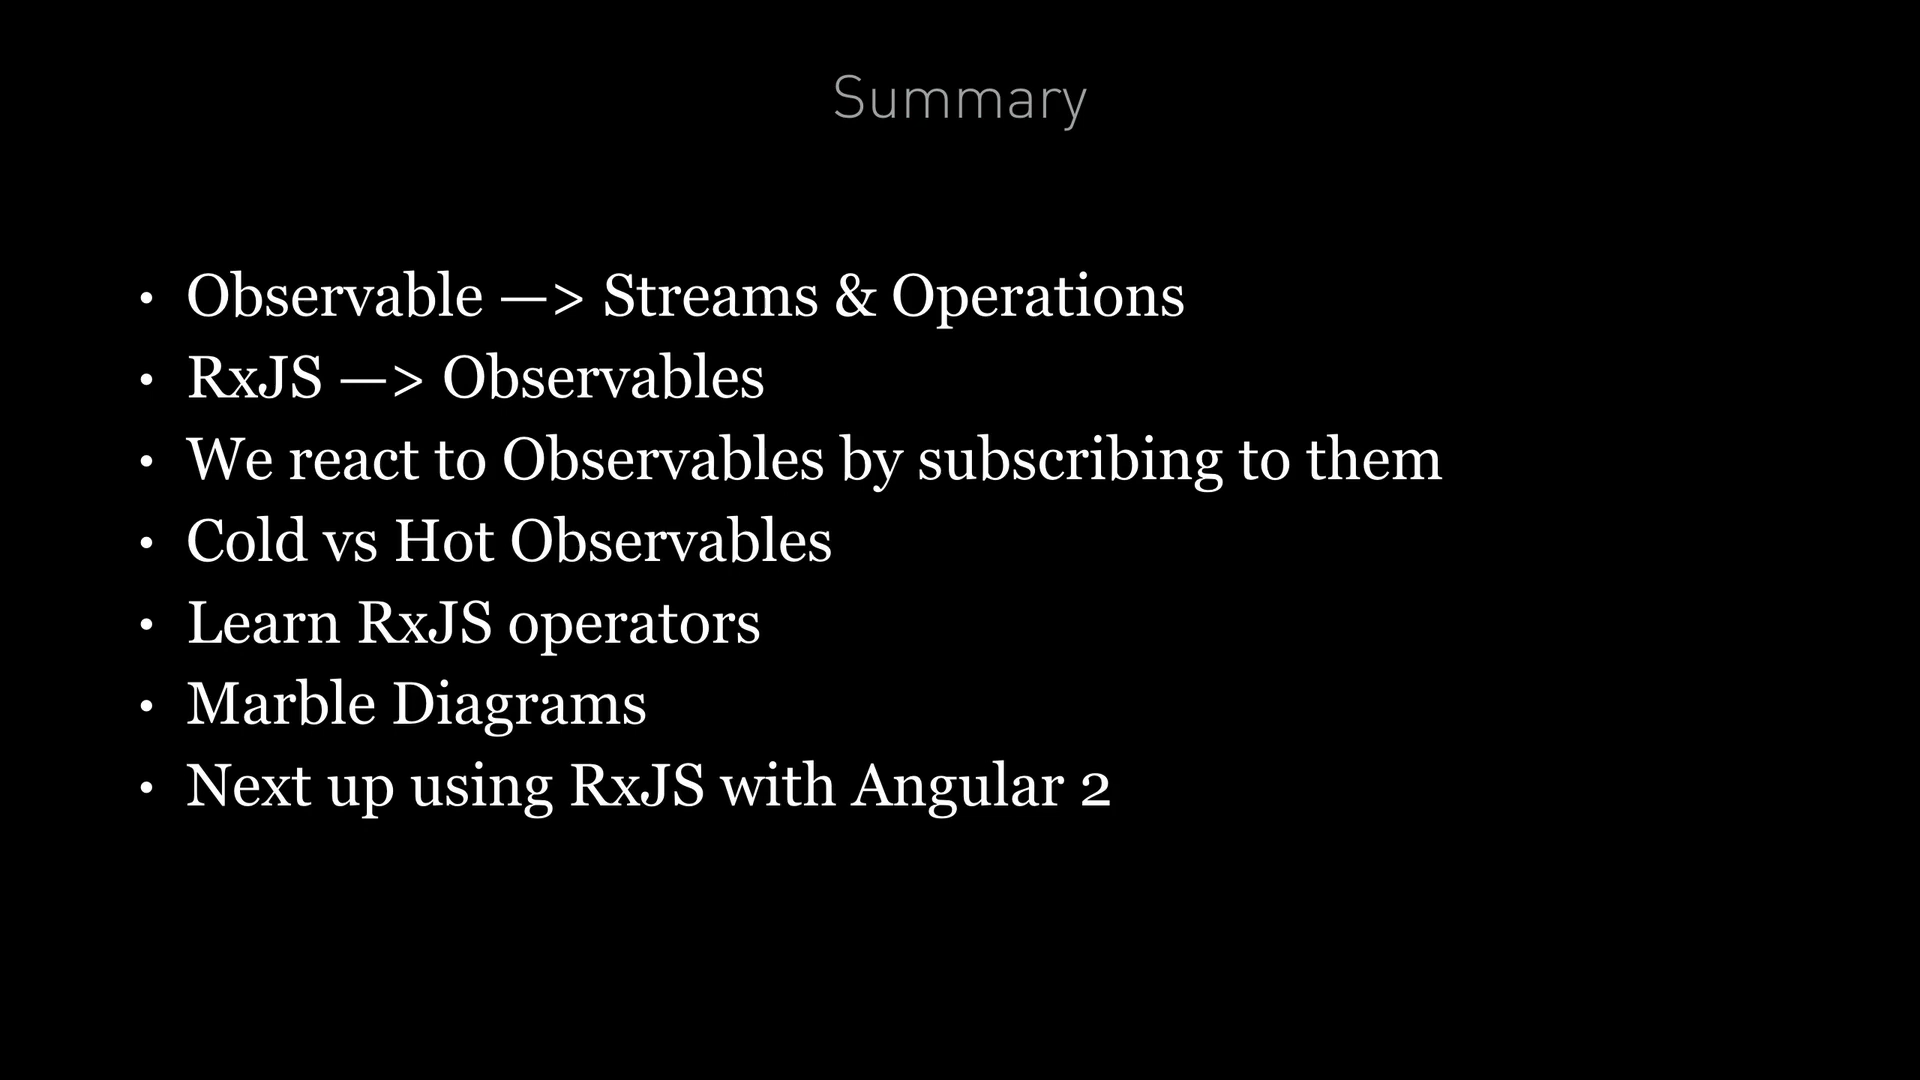 Summary
• Observable —> Streams & Operations
• RxJS —> Observables
• We react to Observables by subscribing to them
• Cold vs Hot Observables
• Learn RxJS operators
• Marble Diagrams
• Next up using RxJS with Angular 2